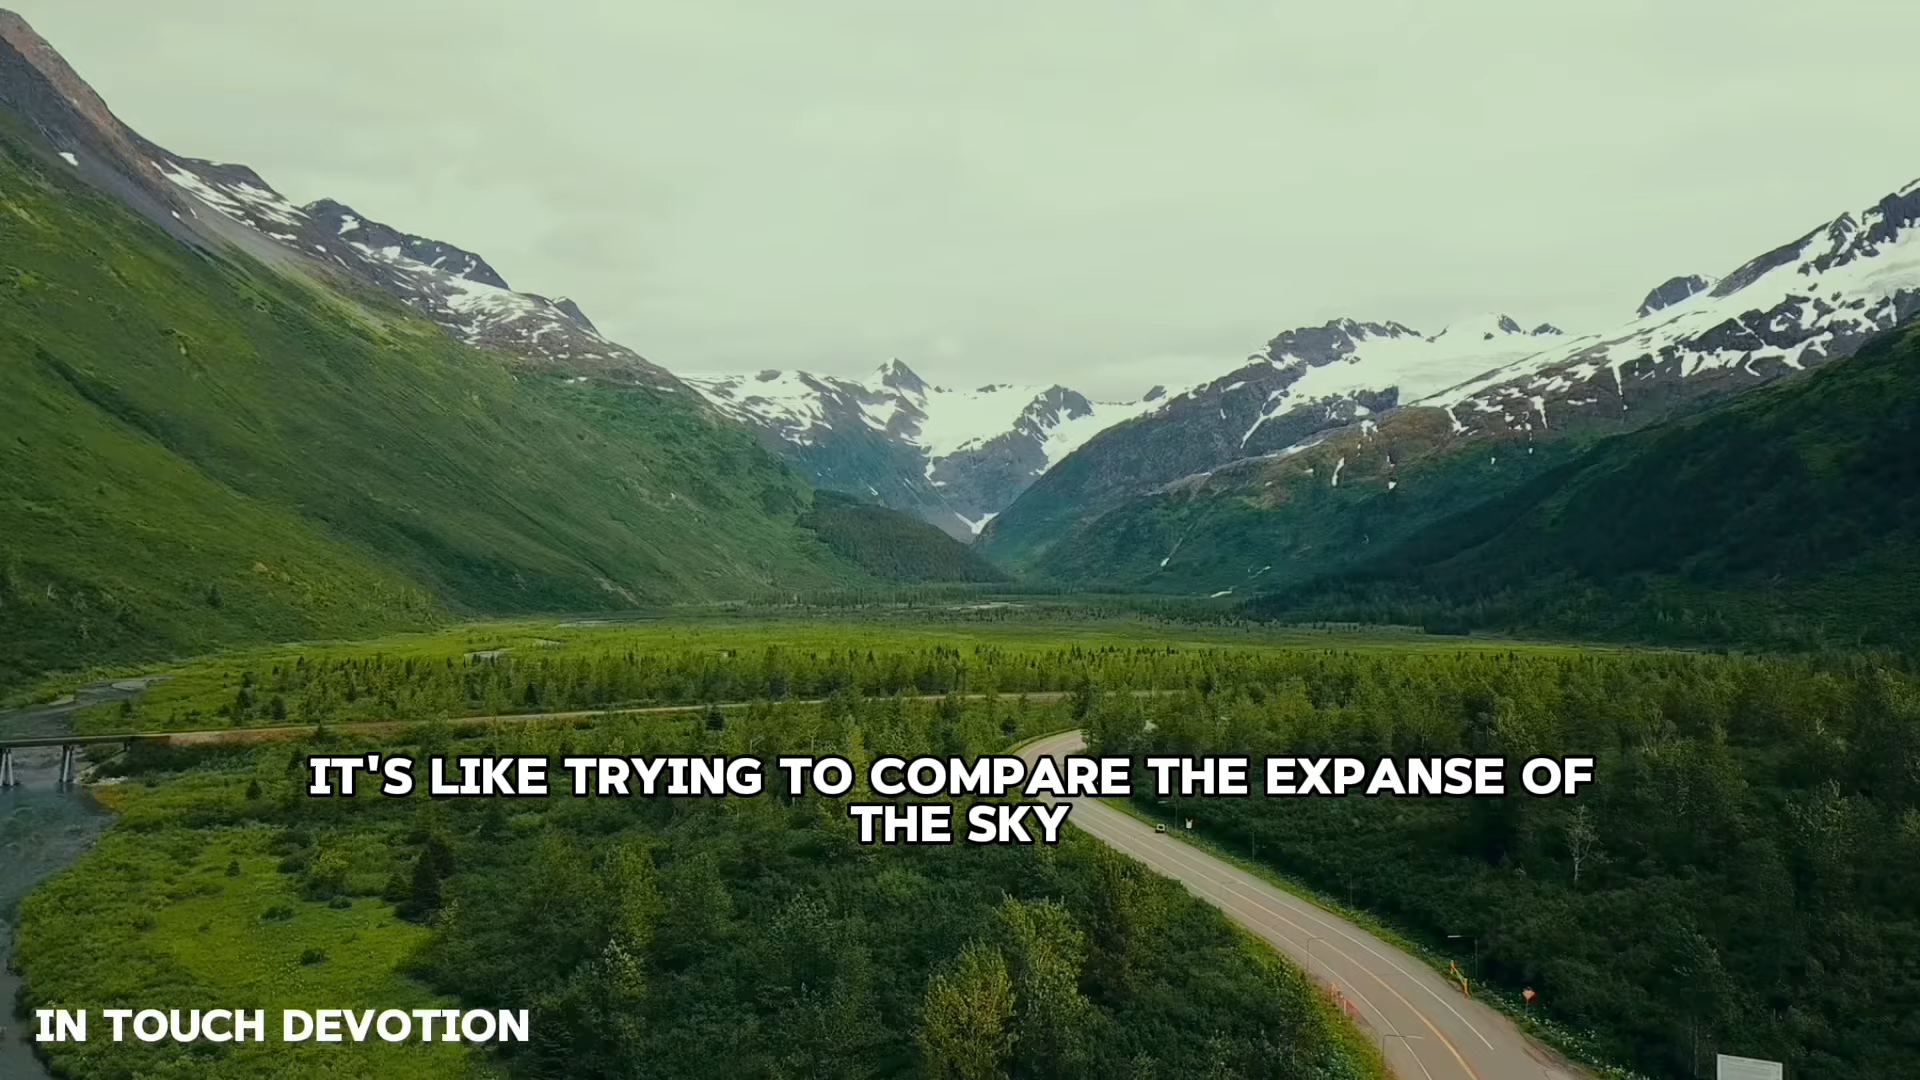 IT'S LIKE TRYING TO COMPARE THE EXPANSE OF
THE SKY
IN TOUCH DEVOTION